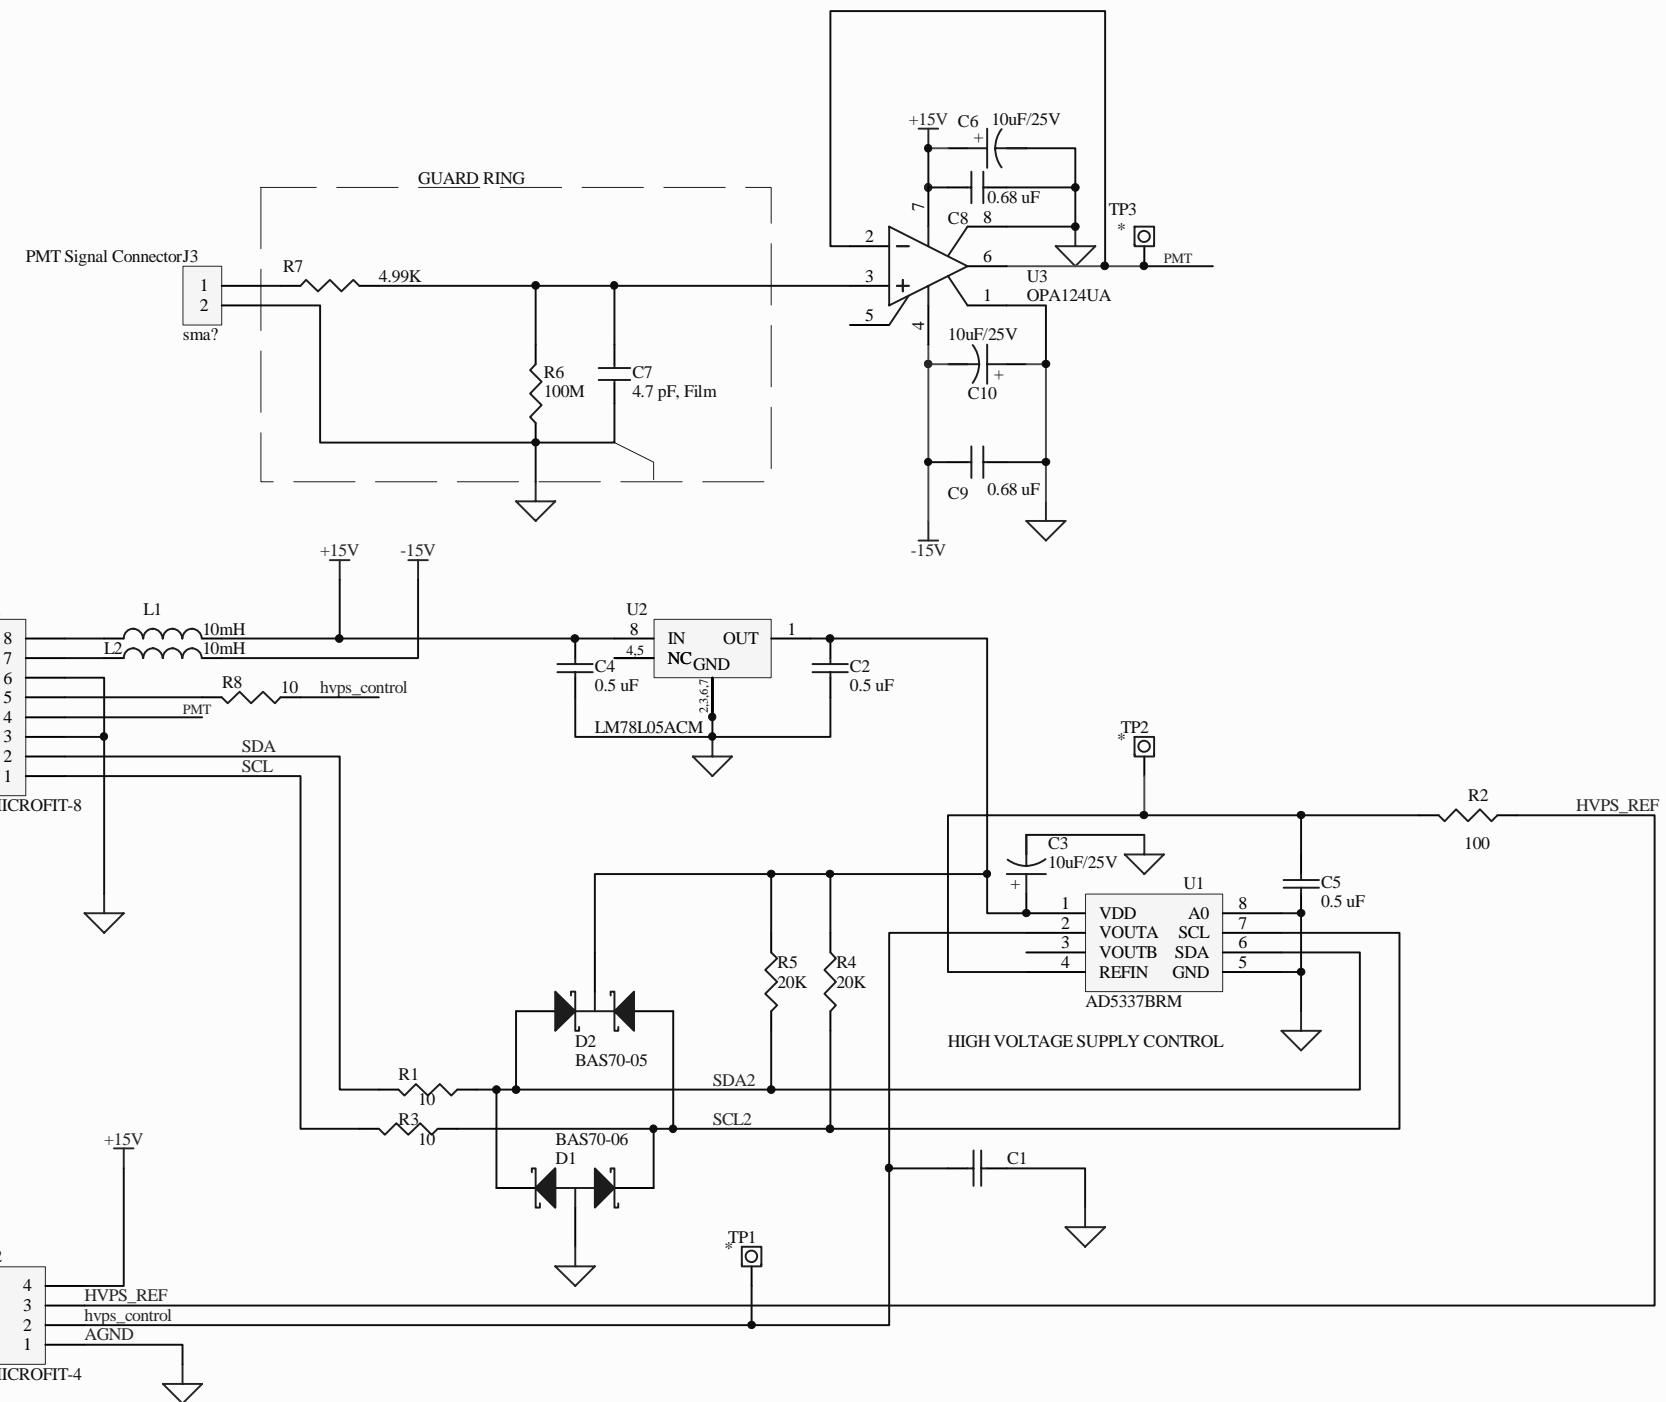 +15V
C6
10uF/25V
+
7
0.68 uF
C8
8
GUARD RING
TP3
*
2
6
PMT
PMT Signal Connector
J3
1
2
sma?
R7
4.99K
3
5
4
1
U3
OPA124UA
10uF/25V
+
C10
R6
100M
C7
4.7 pF, Film
C9
0.68 uF
-15V
+15V
-15V
L1
10mH
L2
10mH
8
7
6
5
4
3
2
1
R8
10
hvps_control
PMT
SDA
SCL
ICROFIT-8
U2
8
IN
OUT
1
4,5
NC
GND
2,3,6,7
C4
0.5 uF
LM78L05ACM
C2
0.5 uF
TP2
*
R2
100
HVPS_REF
C3
10uF/25V
+
U1
C5
0.5 uF
1
VDD
A0
8
2
VOUTA
SCL
7
3
VOUTB
SDA
6
4
REFIN
GND
5
AD5337BRM
HIGH VOLTAGE SUPPLY CONTROL
R5
20K
R4
20K
D2
BAS70-05
R1
10
SDA2
R3
10
SCL2
BAS70-06
D1
C1
+15V
TP1
*
4
3
2
1
HVPS_REF
hvps_control
AGND
ICROFIT-4